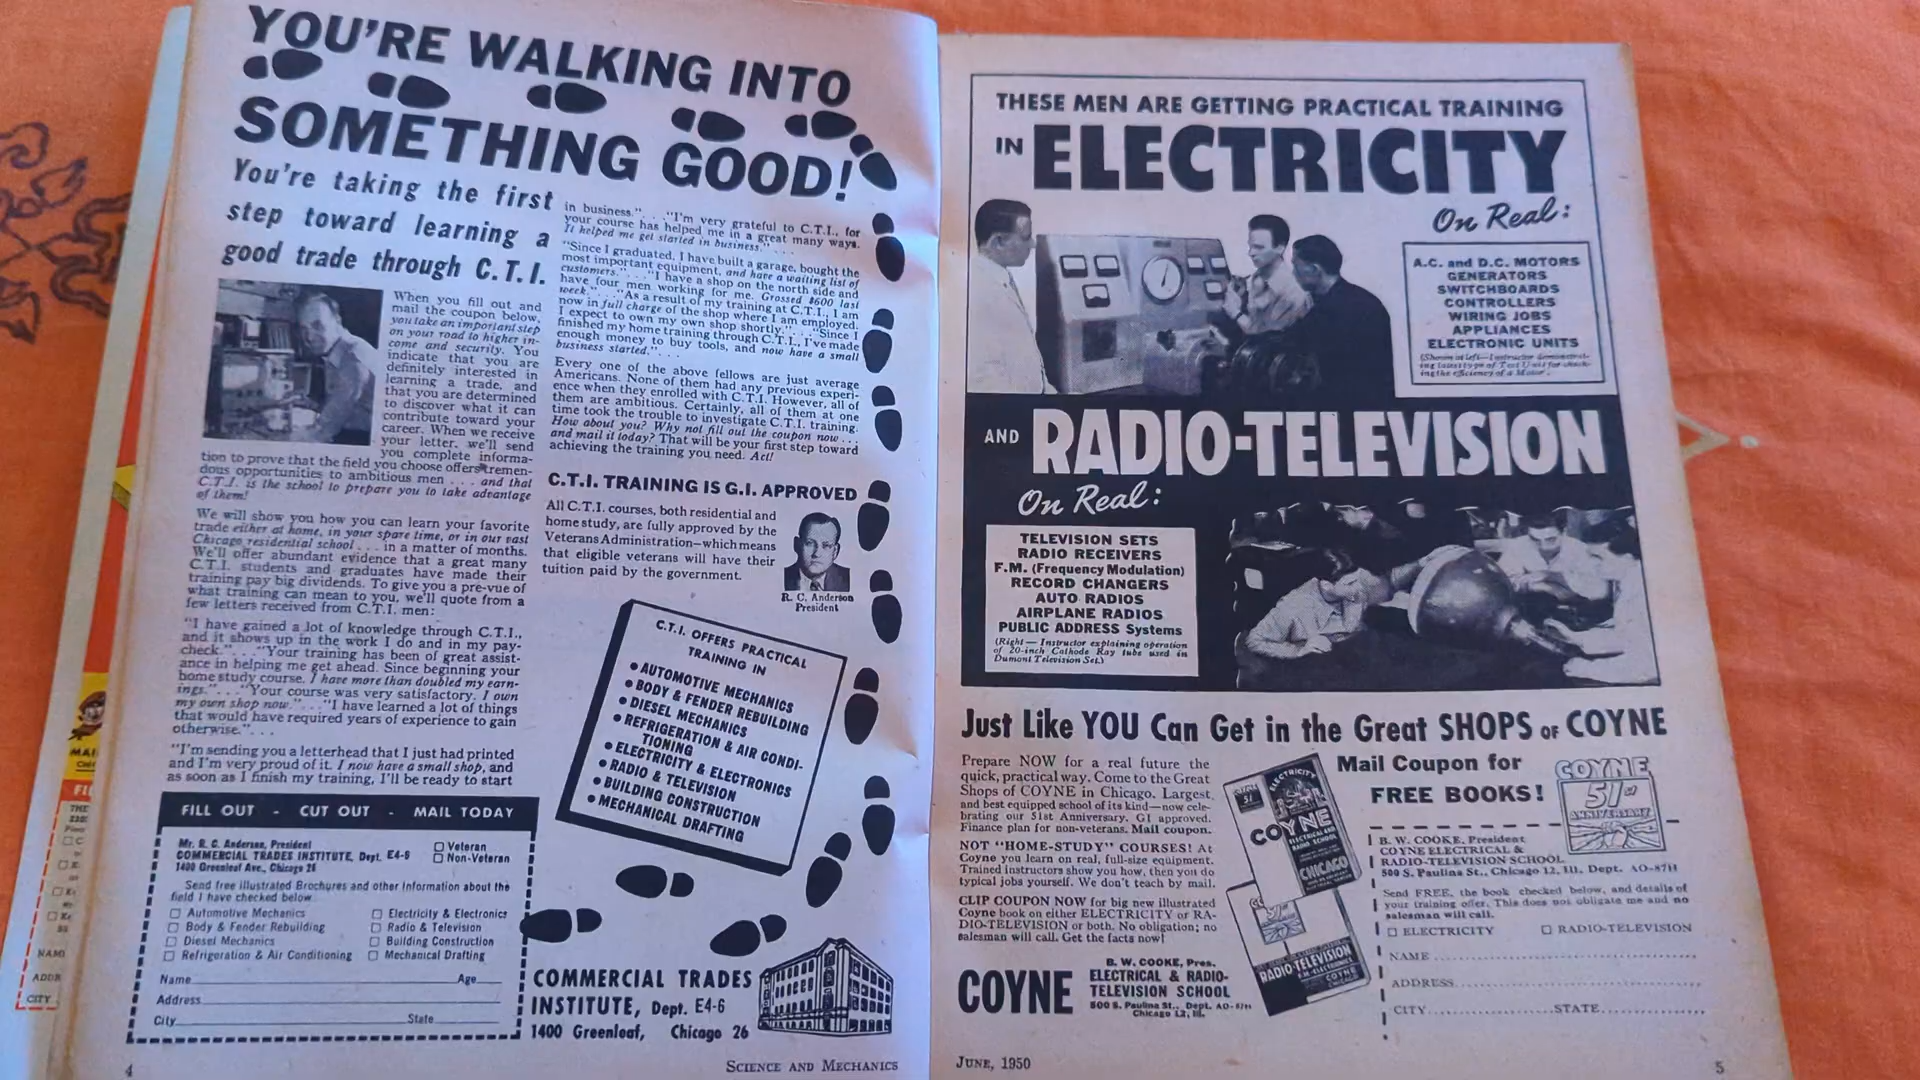 YOU'RE WALKING INTO
SOMETHING GOOD!
You're taking the first
step toward learning a
good trade through C.T.I.
When you fill out and
mail the coupon below,
you take an important step
on your road to higher in-
come and security. You
indicate that you are
definitely interested in
learning a trade, and
that you are determined
to discover what it can
contribute toward your
career. When we receive
your letter, we'll send
you complete informa-
tion to prove that the field you choose offers tremen-
dous opportunities to ambitious men . . . and that
C.T.I. is the school to prepare you to take advantage
of them!
We will show you how you can learn your favorite
trade either at home, in your spare time, or in our vast
Chicago residential school . . . in a matter of months.
We'll offer abundant evidence that a great many
C.T.I. students and graduates have made their
training pay big dividends. To give you a pre-vue of
what training can mean to you, we'll quote from a
few letters received from C.T.I. men:
"I have gained a lot of knowledge through C.T.I.,
and it shows up in the work I do and in my pay-
check." . . . "Your training has been of great assist-
ance in helping me get ahead. Since beginning your
home study course, I have more than doubled my earn-
ings." . . . "Your course was very satisfactory. I own
my own shop now." . . . "I have learned a lot of things
that would have required years of experience to gain
otherwise." . . .
"I'm sending you a letterhead that I just had printed
and I'm very proud of it. I now have a small shop, and
as soon as I finish my training, I'll be ready to start
in business." . . . "I'm very grateful to C.T.I., for
your course has helped me in a great many ways.
It helped me get started in business." . . .
"Since I graduated, I have built a garage, bought the
most important equipment, and have a waiting list of
customers." . . . "I have a shop on the north side and
have four men working for me. Grossed $600 last
week." . . . "As a result of my training at C.T.I., I am
now in full charge of the shop where I am employed.
I expect to own my own shop shortly." . . . "Since I
finished my home training through C.T.I., I've made
enough money to buy tools, and now have a small
business started." . . .
Every one of the above fellows are just average
Americans. None of them had any previous experi-
ence when they enrolled with C.T.I. However, all of
them are ambitious. Certainly, all of them at one
time took the trouble to investigate C.T.I. training.
How about you? Why not fill out the coupon now . . .
and mail it today? That will be your first step toward
achieving the training you need. Act!
C.T.I. TRAINING IS G.I. APPROVED
All C.T.I. courses, both residential and
home study, are fully approved by the
Veterans Administration—which means
that eligible veterans will have their
tuition paid by the government.
R. C. Anderson
President
C.T.I. OFFERS PRACTICAL
TRAINING IN
● AUTOMOTIVE MECHANICS
● BODY & FENDER REBUILDING
● DIESEL MECHANICS
● REFRIGERATION & AIR CONDI-
TIONING
● ELECTRICITY & ELECTRONICS
● RADIO & TELEVISION
● BUILDING CONSTRUCTION
● MECHANICAL DRAFTING
FILL OUT - CUT OUT - MAIL TODAY
Mr. R. C. Anderson, President
COMMERCIAL TRADES INSTITUTE, Dept. E4-6
1400 Greenleaf Ave., Chicago 26
□ Veteran
□ Non-Veteran
Send free illustrated Brochures and other information about the
field I have checked below:
□ Automotive Mechanics □ Electricity & Electronics
□ Body & Fender Rebuilding □ Radio & Television
□ Diesel Mechanics □ Building Construction
□ Refrigeration & Air Conditioning □ Mechanical Drafting
Name Age
Address
City State
COMMERCIAL TRADES
INSTITUTE, Dept. E4-6
1400 Greenleaf, Chicago 26
4 SCIENCE AND MECHANICS
THESE MEN ARE GETTING PRACTICAL TRAINING
IN ELECTRICITY
On Real:
A.C. and D.C. MOTORS
GENERATORS
SWITCHBOARDS
CONTROLLERS
WIRING JOBS
APPLIANCES
ELECTRONIC UNITS
(Shown at left—Instructor demonstrat-
ing latest type of Test Unit for check-
ing the efficiency of a Motor.
AND RADIO-TELEVISION
On Real:
TELEVISION SETS
RADIO RECEIVERS
F.M. (Frequency Modulation)
RECORD CHANGERS
AUTO RADIOS
AIRPLANE RADIOS
PUBLIC ADDRESS Systems
(Right — Instructor explaining operation
of 20-inch Cathode Ray tube used in
Dumont Television Set.)
Just Like YOU Can Get in the Great SHOPS OF COYNE
Prepare NOW for a real future the
quick, practical way. Come to the Great
Shops of COYNE in Chicago. Largest,
and best equipped school of its kind—now cele-
brating our 51st Anniversary. GI approved.
Finance plan for non-veterans. Mail coupon.
NOT "HOME-STUDY" COURSES! At
Coyne you learn on real, full-size equipment.
Trained instructors show you how, then you do
typical jobs yourself. We don't teach by mail.
CLIP COUPON NOW for big new illustrated
Coyne book on either ELECTRICITY or RA-
DIO-TELEVISION or both. No obligation; no
salesman will call. Get the facts now!
COYNE
B. W. COOKE, Pres.
ELECTRICAL & RADIO-
TELEVISION SCHOOL
500 S. Paulina St., Dept. AO-8711
Chicago 12, Ill.
ELECTRICITY
51
COYNE
CHICAGO
51st
RADIO-TELEVISION
COYNE
Mail Coupon for
FREE BOOKS!
COYNE
51st
ANNIVERSARY
B. W. COOKE, President
COYNE ELECTRICAL &
RADIO-TELEVISION SCHOOL
500 S. Paulina St., Chicago 12, Ill. Dept. AO-8711
Send FREE, the book checked below, and details of
your training offer. This does not obligate me and no
salesman will call.
□ ELECTRICITY □ RADIO-TELEVISION
NAME
ADDRESS
CITY STATE
JUNE, 1950 5